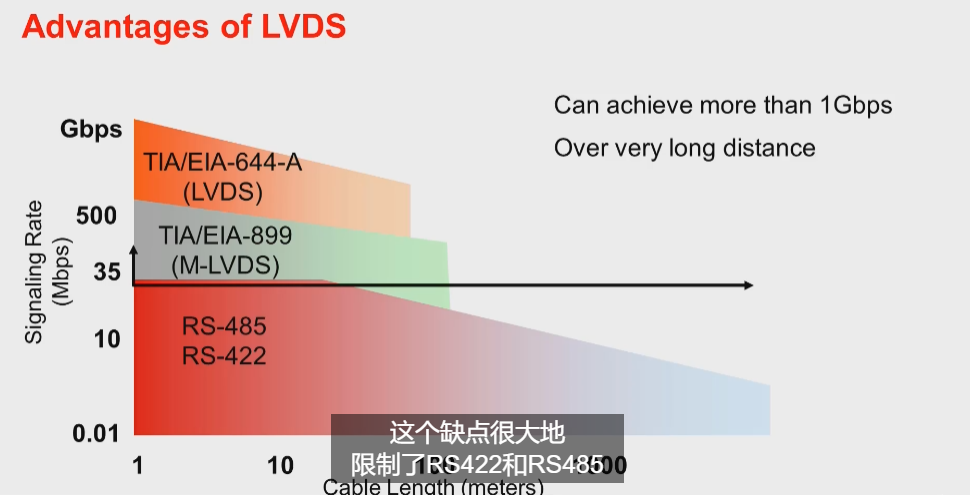 Advantages of LVDS
Can achieve more than 1Gbps
Over very long distance
Gbps
TIA/EIA-644-A
(LVDS)
500
TIA/EIA-899
(M-LVDS)
35
Signaling Rate
(Mbps)
10
RS-485
RS-422
0.01
这个缺点很大地
限制了RS422和RS485
1
10
Cable Length (meters)